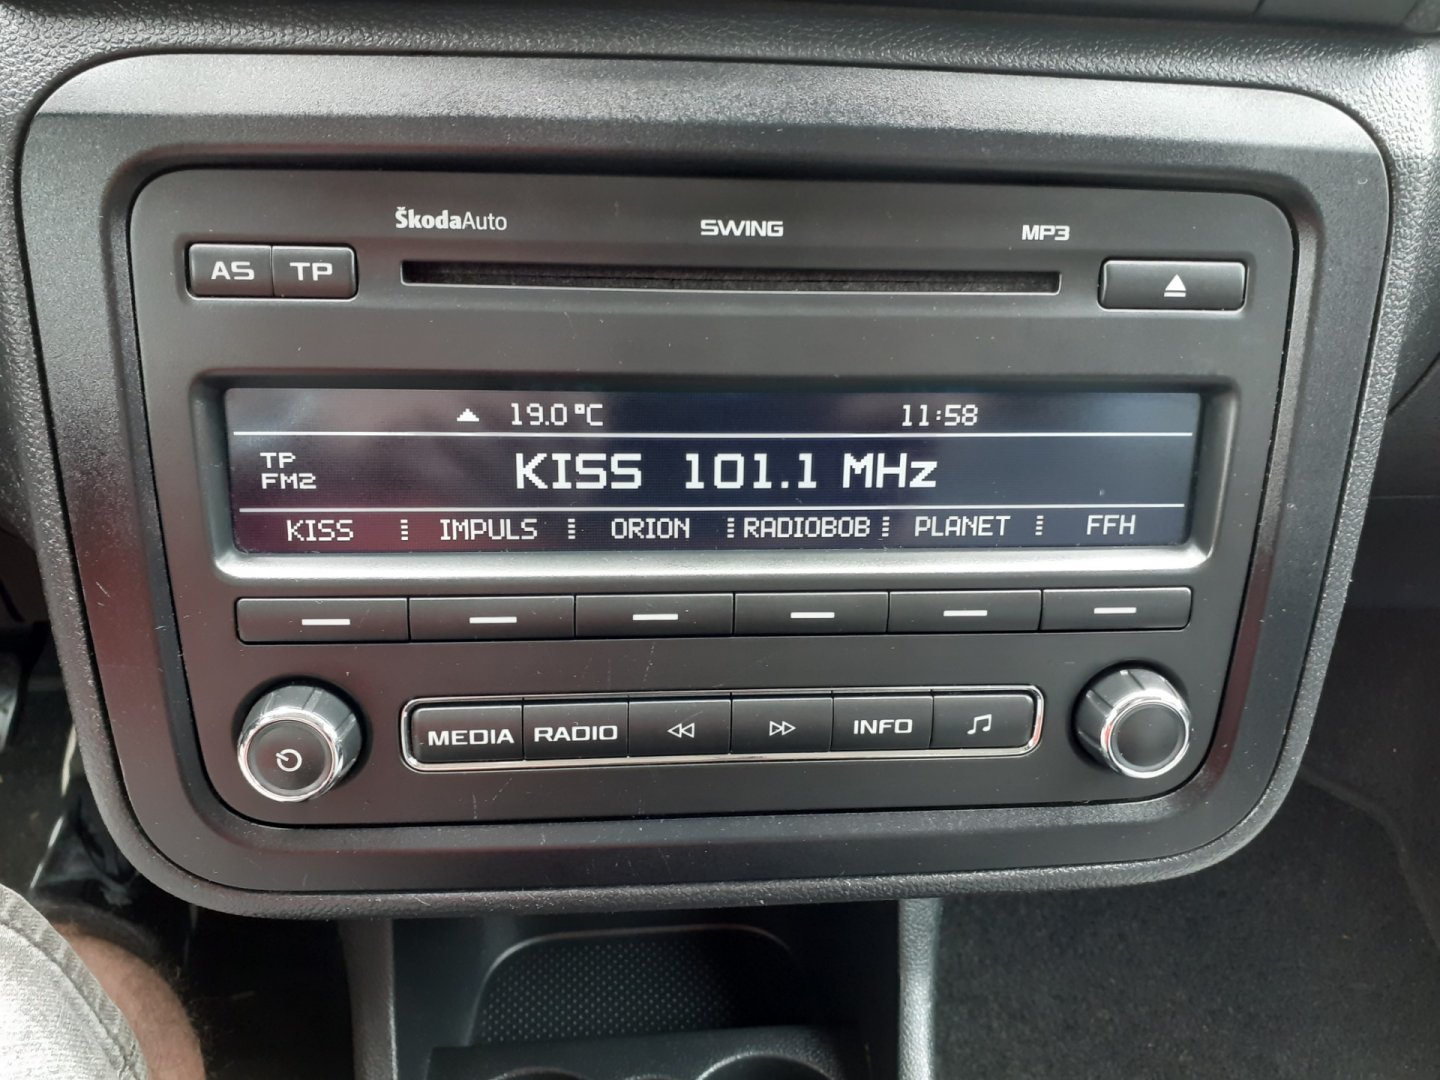 ŠkodaAuto SWING MP3
AS TP
19.0°C 11:58
TP
FM2
KISS 101.1 MHz
KISS IMPULS ORION RADIOBOB PLANET FFH
MEDIA RADIO INFO